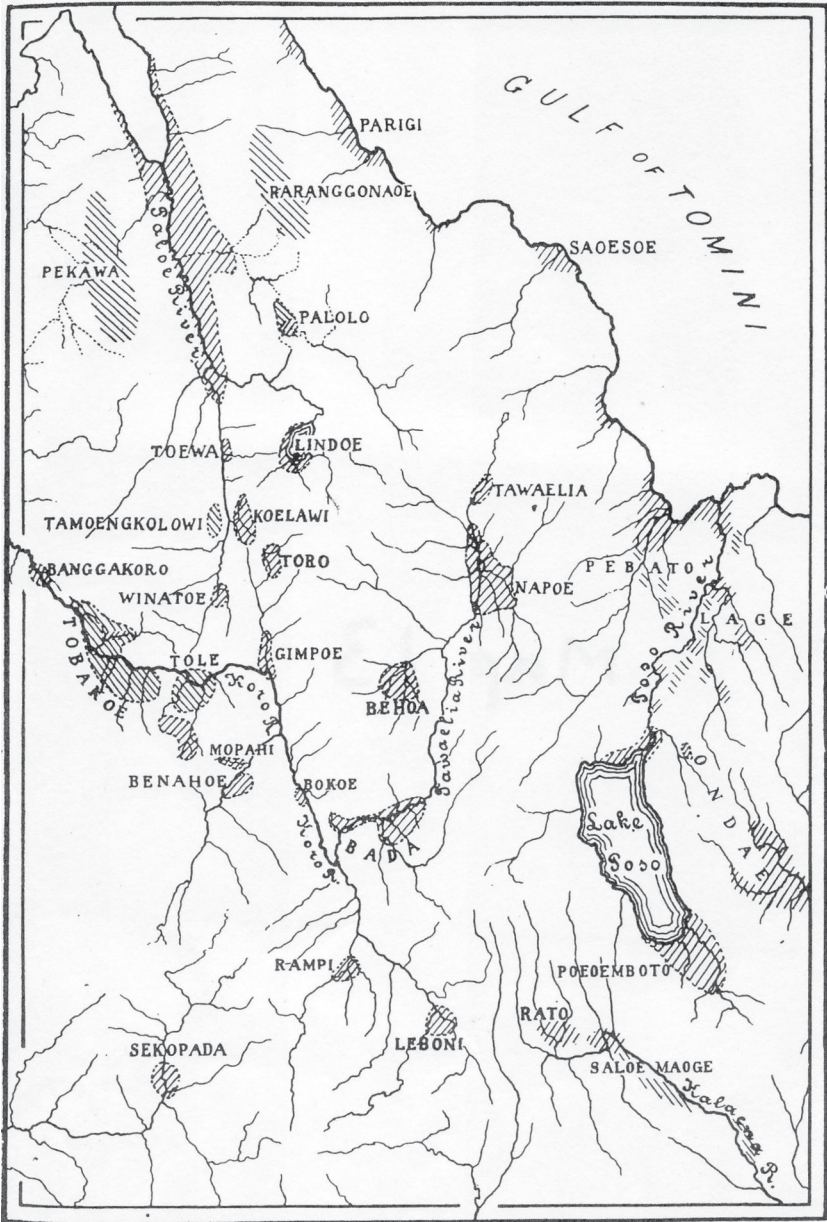 GULF OF TOMINI
PARIGI
RARANGGONAOE
Saloe River
PEKAWA
SAOESOE
PALOLO
TOEWA
LINDOE
TAWAELIA
TAMOENGKOLOWI
KOELAWI
BANGGAKORO
TORO
PEBATO
WINATOE
NAPOE
LAGE
TOBAKOE
TOLE
GIMPOE
Poso River
Koro R.
BEHOA
Tawaelia River
MOPAHI
BENAHOE
BOKOE
ONDAE
Lake
Poso
BADA
Koro R.
RAMPI
POEOEMBOTO
RATO
LEBONI
SEKOPADA
SALOE MAOGE
Kalaena R.